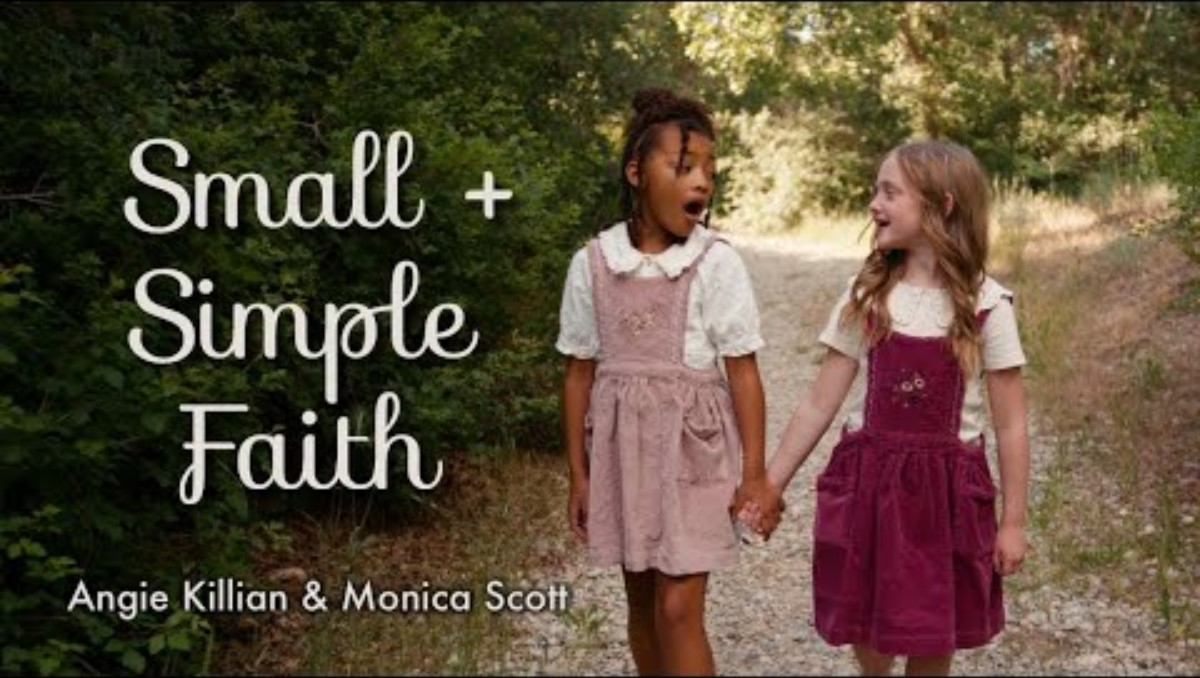 Small +
Simple
Faith
Angie Killian & Monica Scott